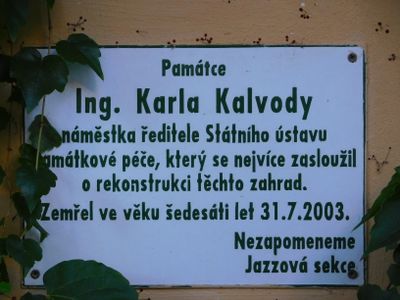 Památce
Ing. Karla Kalvody
náměstka ředitele Státního ústavu
památkové péče, který se nejvíce zasloužil
o rekonstrukci těchto zahrad.
Zemřel ve věku šedesáti let 31.7.2003.
Nezapomeneme
Jazzová sekce